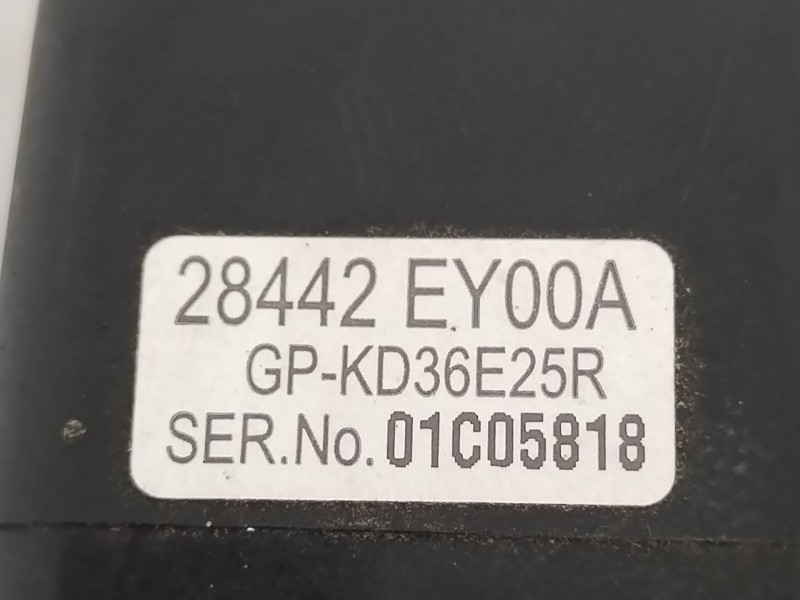 28442 EY00A
GP-KD36E25R
SER.No. 01C05818